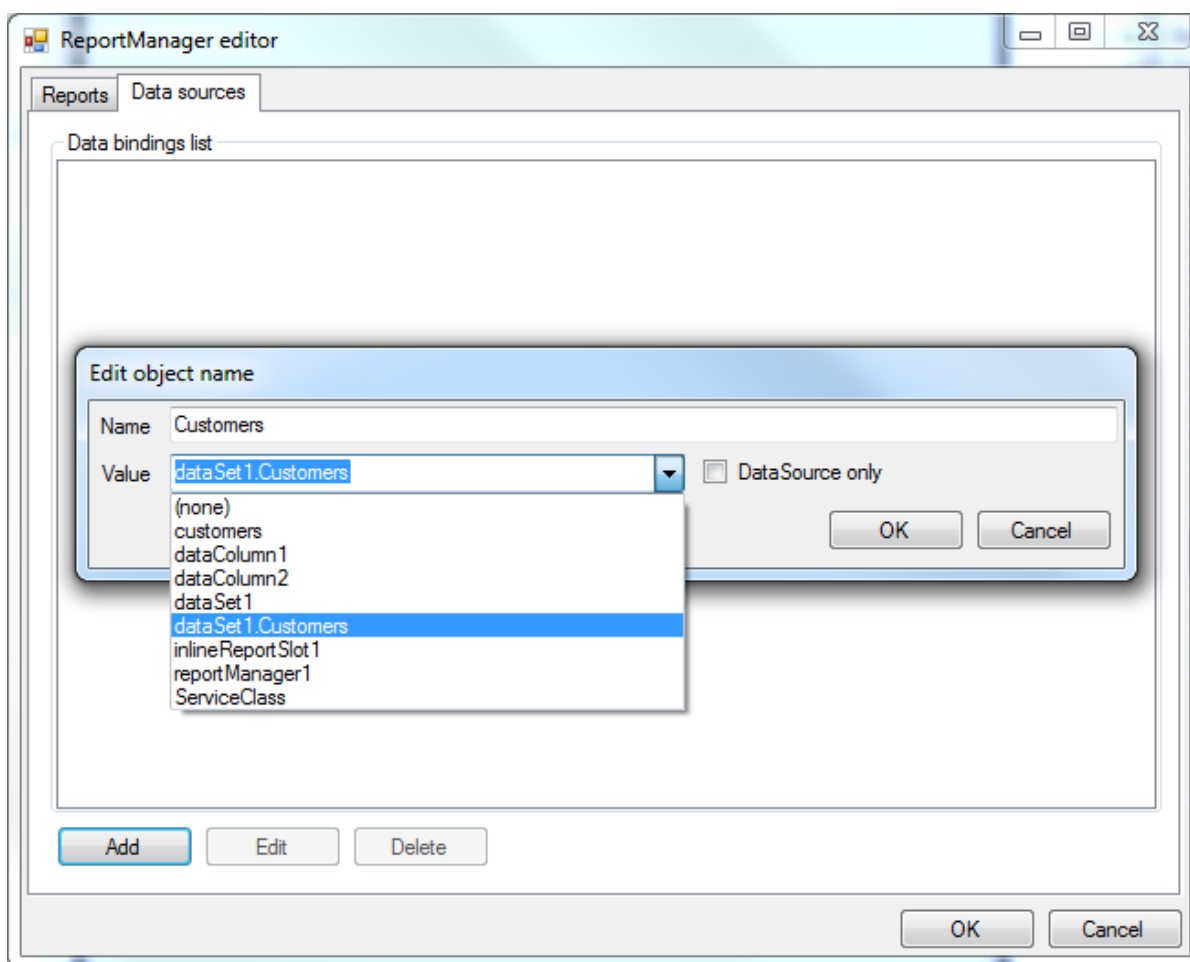 ReportManager editor
Reports Data sources
Data bindings list
Edit object name
Name Customers
Value dataSet1.Customers DataSource only
(none)
customers
dataColumn1
dataColumn2
dataSet1
dataSet1.Customers
inlineReportSlot1
reportManager1
ServiceClass
OK Cancel
Add Edit Delete
OK Cancel